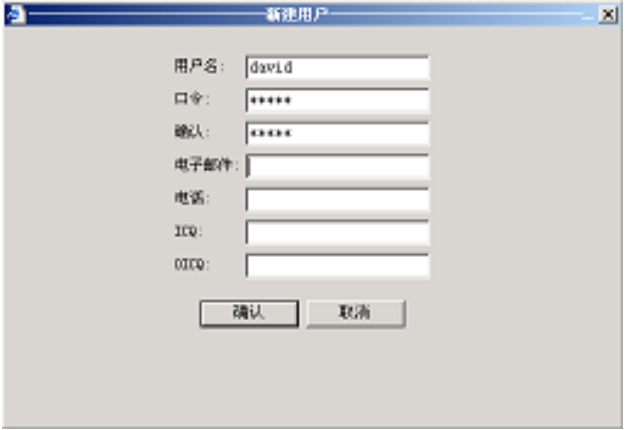 新建用户
用户名: david
口令: *****
确认: *****
电子邮件:
电话:
ICQ:
OICQ:
确认 取消